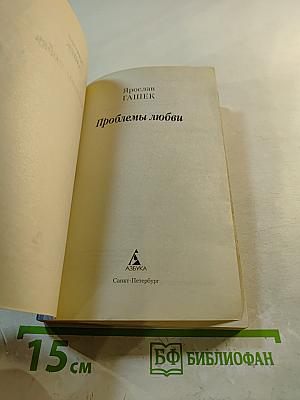 Ярослав
ГАШЕК
Проблемы любви
АЗБУКА
Санкт-Петербург
15 см
БФ БИБЛИОФАН